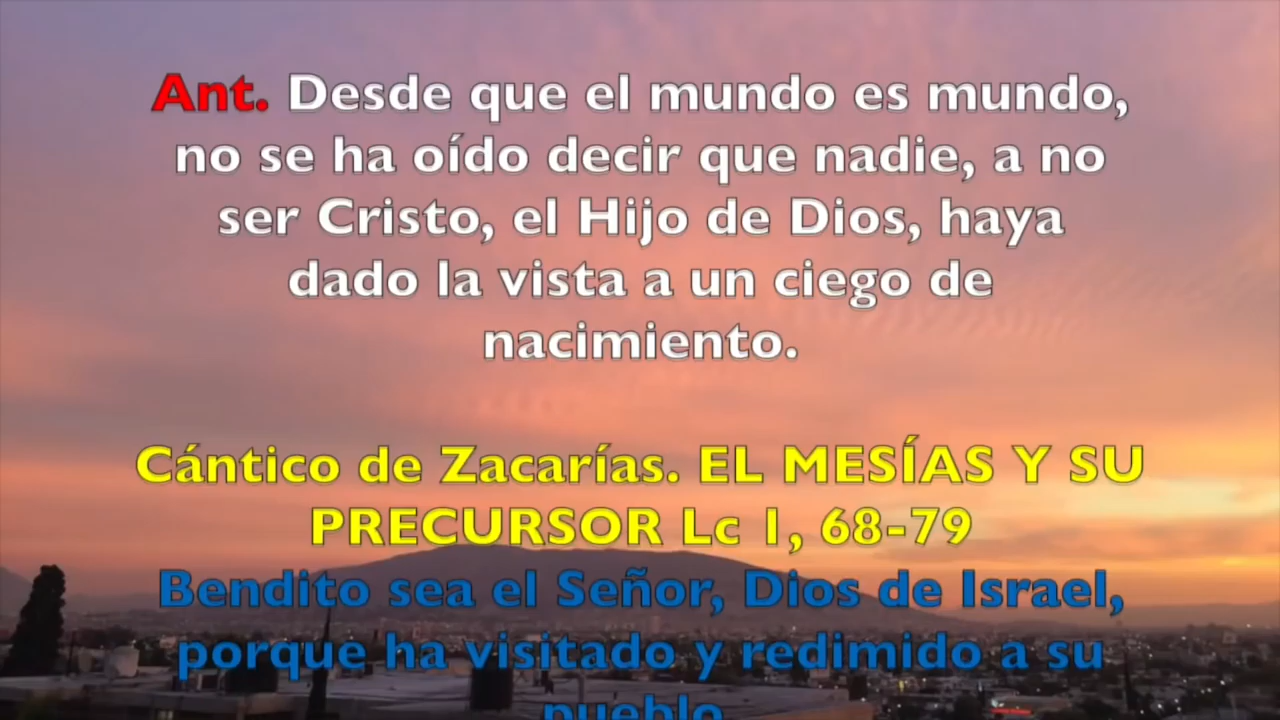 Ant. Desde que el mundo es mundo,
no se ha oído decir que nadie, a no
ser Cristo, el Hijo de Dios, haya
dado la vista a un ciego de
nacimiento.
Cántico de Zacarías. EL MESÍAS Y SU
PRECURSOR Lc 1, 68-79
Bendito sea el Señor, Dios de Israel,
porque ha visitado y redimido a su
pueblo